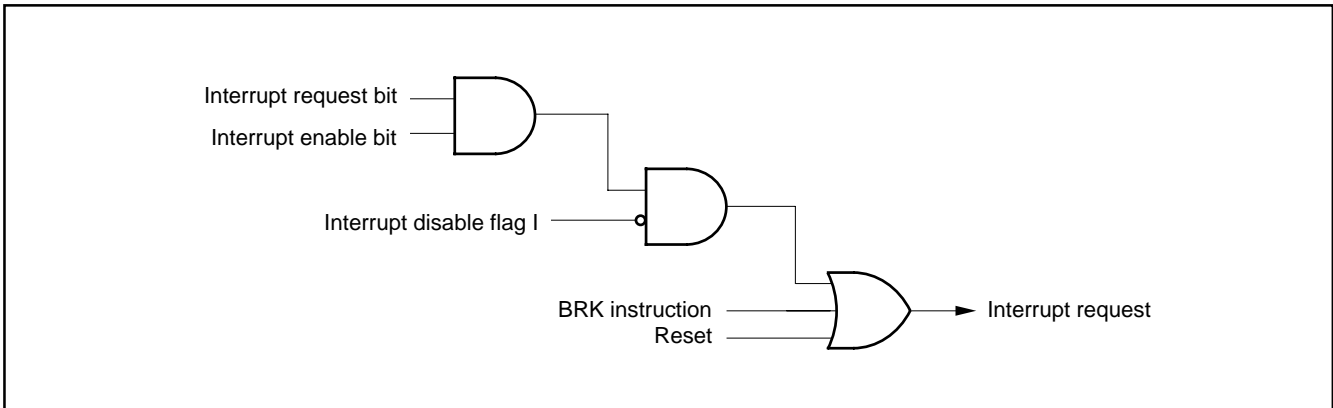 Interrupt request bit
Interrupt enable bit
Interrupt disable flag I
BRK instruction
Reset
Interrupt request